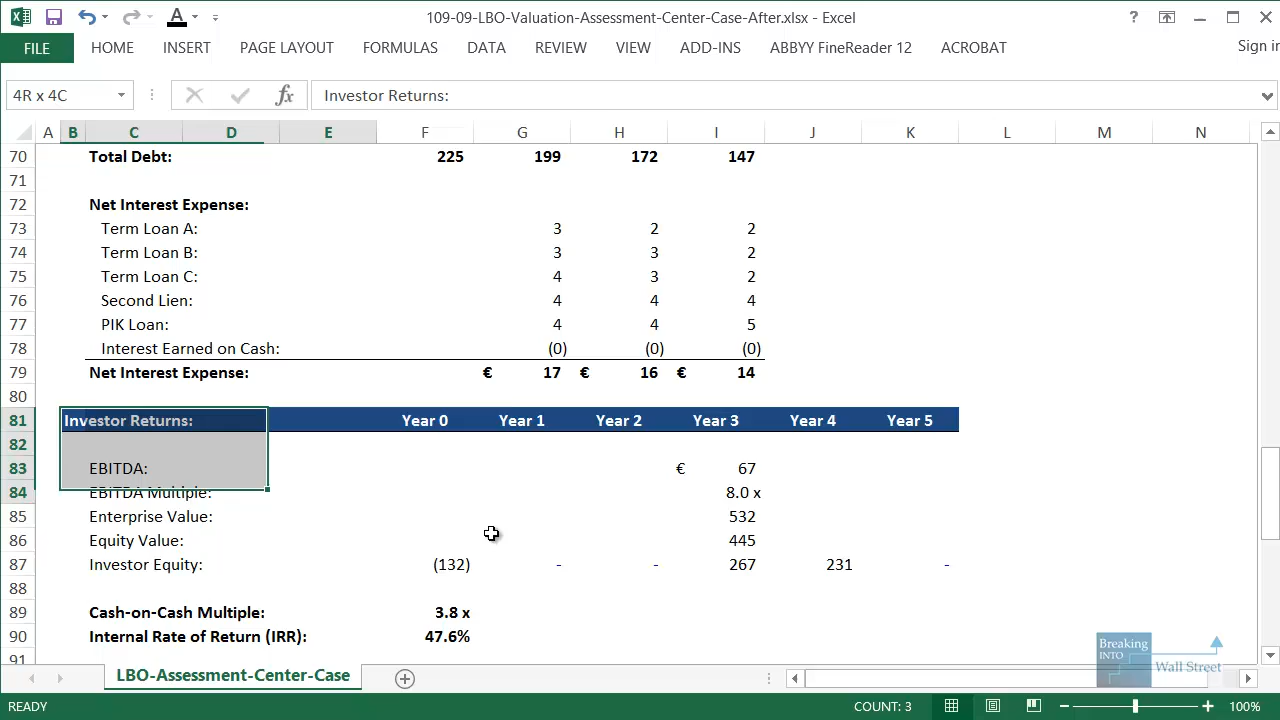 109-09-LBO-Valuation-Assessment-Center-Case-After.xlsx - Excel
FILE HOME INSERT PAGE LAYOUT FORMULAS DATA REVIEW VIEW ADD-INS ABBYY FineReader 12 ACROBAT Sign in
4R x 4C fx Investor Returns:
A B C D E F G H I J K L M N
70 Total Debt: 225 199 172 147
71
72 Net Interest Expense:
73 Term Loan A: 3 2 2
74 Term Loan B: 3 3 2
75 Term Loan C: 4 3 2
76 Second Lien: 4 4 4
77 PIK Loan: 4 4 5
78 Interest Earned on Cash: (0) (0) (0)
79 Net Interest Expense: € 17 € 16 € 14
80
81 Investor Returns: Year 0 Year 1 Year 2 Year 3 Year 4 Year 5
82
83 EBITDA: € 67
84 EBITDA Multiple: 8.0 x
85 Enterprise Value: 532
86 Equity Value: 445
87 Investor Equity: (132) - - 267 231 -
88
89 Cash-on-Cash Multiple: 3.8 x
90 Internal Rate of Return (IRR): 47.6%
91
Breaking
INTO
Wall Street
LBO-Assessment-Center-Case
READY COUNT: 3 100%